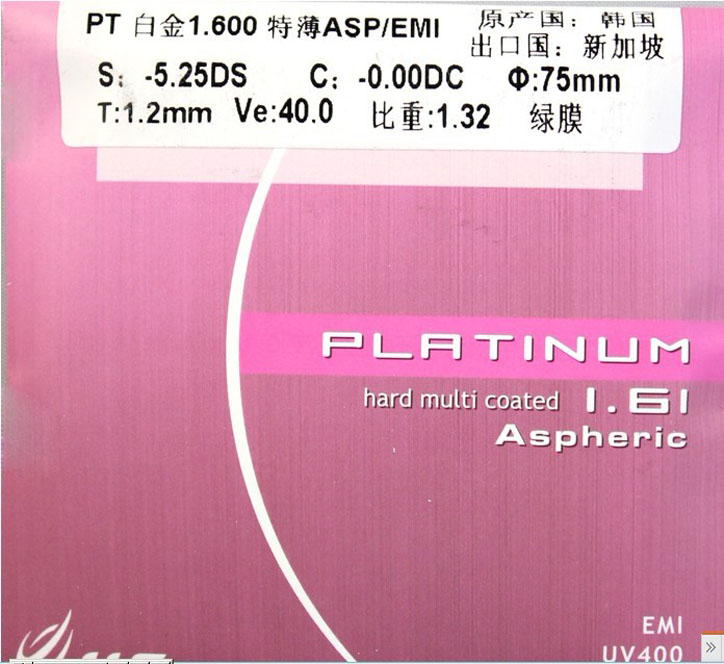 PT 白金1.600 特薄ASP/EMI
原产国：韩国
出口国：新加坡
S：-5.25DS C：-0.00DC Φ:75mm
T:1.2mm Ve:40.0 比重:1.32 绿膜
PLATINUM
hard multi coated 1.61
Aspheric
EMI
UV400